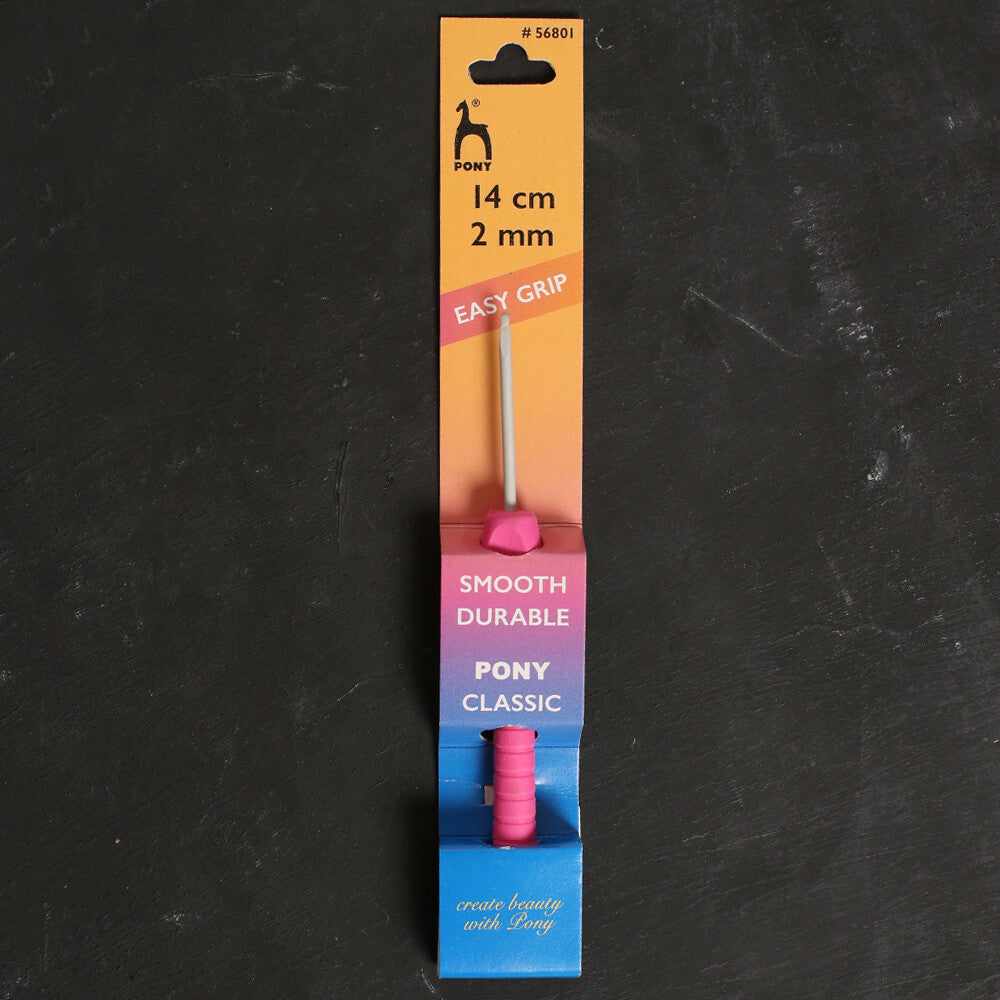 # 56801
®
PONY
14 cm
2 mm
EASY GRIP
SMOOTH
DURABLE
PONY
CLASSIC
create beauty
with Pony